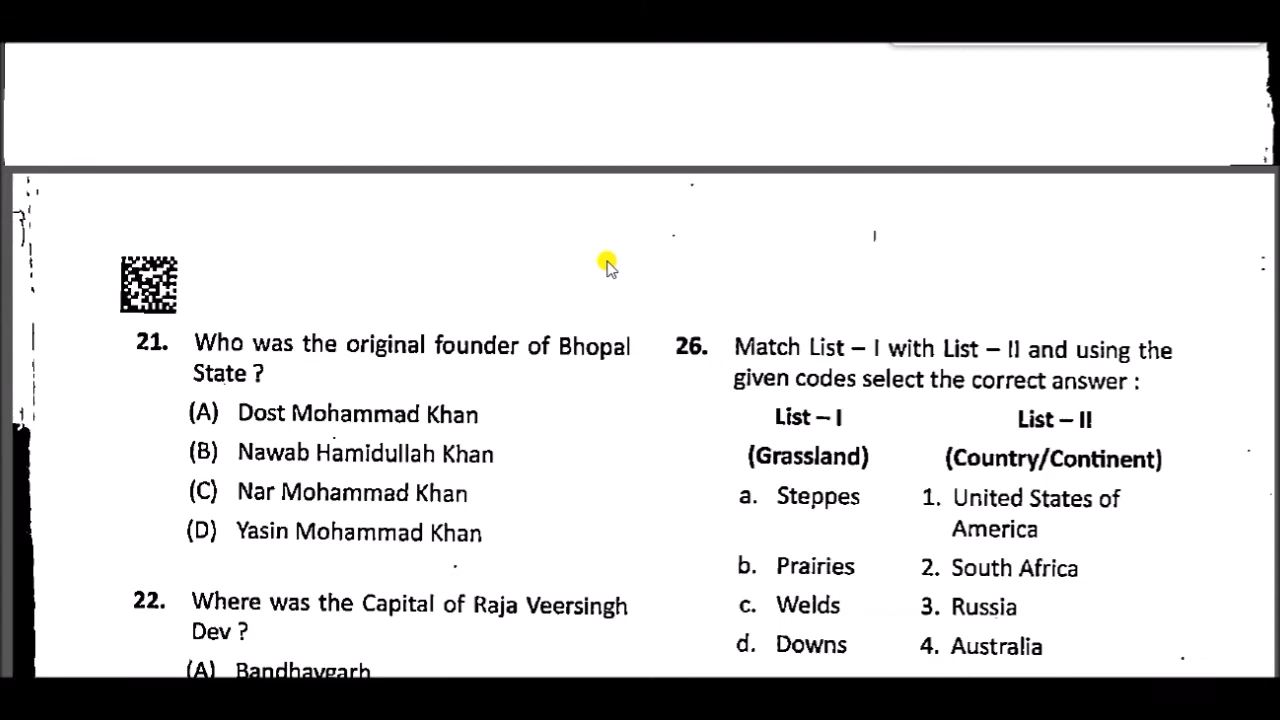 21. Who was the original founder of Bhopal
State ?
(A) Dost Mohammad Khan
(B) Nawab Hamidullah Khan
(C) Nar Mohammad Khan
(D) Yasin Mohammad Khan
22. Where was the Capital of Raja Veersingh
Dev ?
(A) Bandhavgarh
26. Match List – I with List – II and using the
given codes select the correct answer :
List – I List – II
(Grassland) (Country/Continent)
a. Steppes 1. United States of
America
b. Prairies 2. South Africa
c. Welds 3. Russia
d. Downs 4. Australia